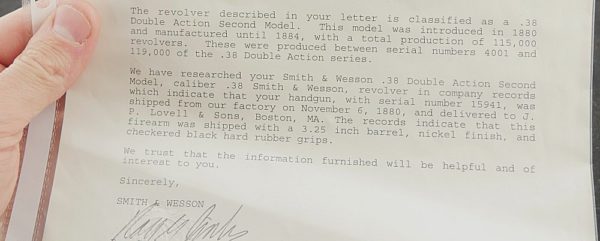 The revolver described in your letter is classified as a .38
Double Action Second Model. This model was introduced in 1880
and manufactured until 1884, with a total production of 115,000
revolvers. These were produced between serial numbers 4001 and
119,000 of the .38 Double Action series.
We have researched your Smith & Wesson .38 Double Action Second
Model, caliber .38 Smith & Wesson, revolver in company records
which indicate that your handgun, with serial number 15941, was
shipped from our factory on November 6, 1880, and delivered to J.
P. Lovell & Sons, Boston, MA. The records indicate that this
firearm was shipped with a 3.25 inch barrel, nickel finish, and
checkered black hard rubber grips.
We trust that the information furnished will be helpful and of
interest to you.
Sincerely,
SMITH & WESSON